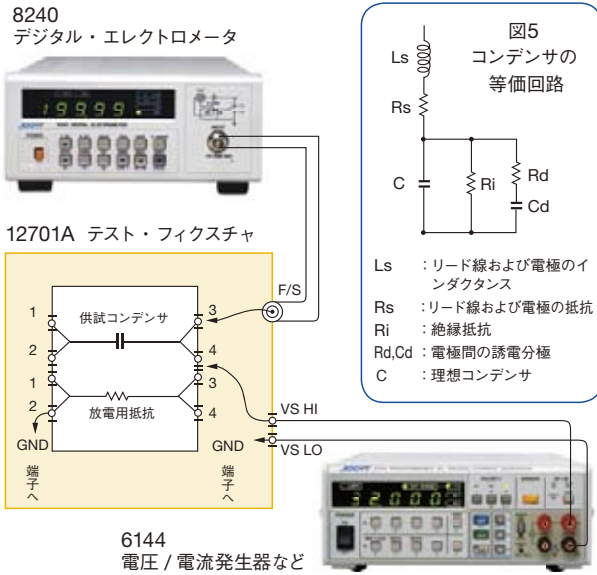 8240
デジタル・エレクトロメータ
19999
図5
コンデンサの
等価回路
Ls
Rs
C
Ri
Rd
Cd
Ls ：リード線および電極のイ
ンダクタンス
Rs ：リード線および電極の抵抗
Ri ：絶縁抵抗
Rd,Cd ：電極間の誘電分極
C ：理想コンデンサ
12701A テスト・フィクスチャ
F/S
1
供試コンデンサ
3
2
4
1
3
2
放電用抵抗
4
GND
端子へ
GND
端子へ
VS HI
VS LO
32000
6144
電圧 / 電流発生器など